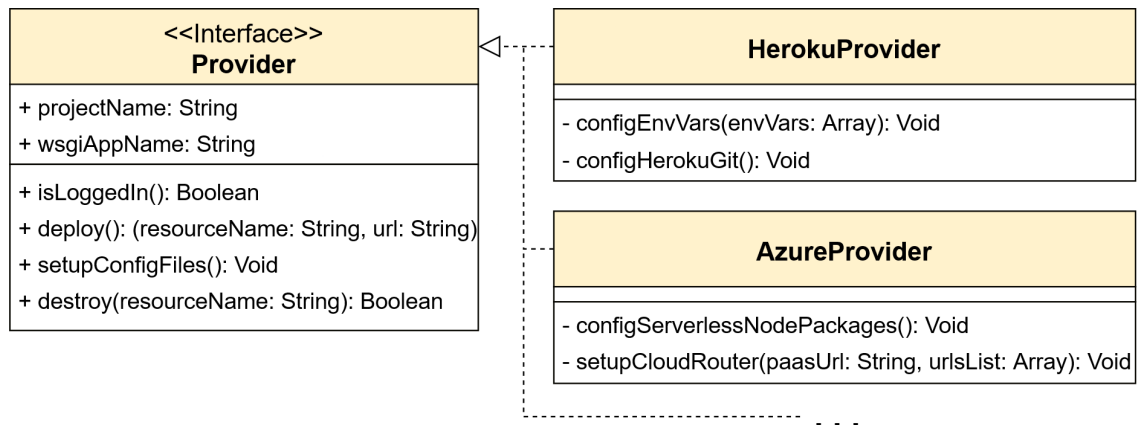 <<Interface>>
Provider
+ projectName: String
+ wsgiAppName: String
+ isLoggedIn(): Boolean
+ deploy(): (resourceName: String, url: String)
+ setupConfigFiles(): Void
+ destroy(resourceName: String): Boolean
HerokuProvider
- configEnvVars(envVars: Array): Void
- configHerokuGit(): Void
AzureProvider
- configServerlessNodePackages(): Void
- setupCloudRouter(paasUrl: String, urlsList: Array): Void
...